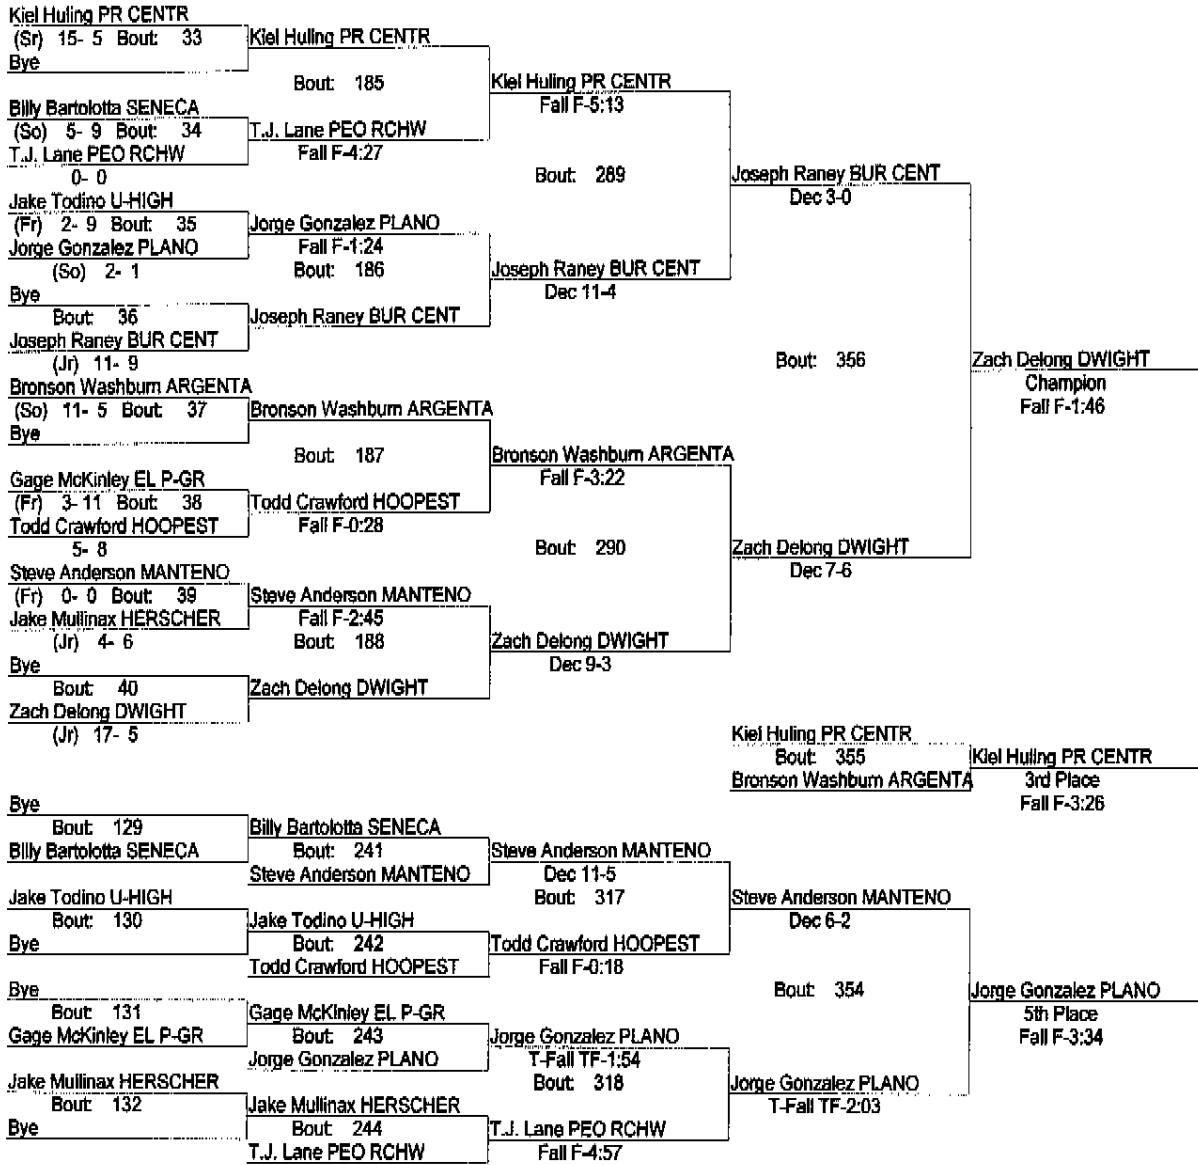 Kiel Huling PR CENTR
(Sr) 15- 5 Bout: 33
Bye
Kiel Huling PR CENTR
Bout: 185
Billy Bartolotta SENECA
(So) 5- 9 Bout: 34
T.J. Lane PEO RCHW
0- 0
T.J. Lane PEO RCHW
Fall F-4:27
Kiel Huling PR CENTR
Fall F-5:13
Bout: 289
Jake Todino U-HIGH
(Fr) 2- 9 Bout: 35
Jorge Gonzalez PLANO
(So) 2- 1
Jorge Gonzalez PLANO
Fall F-1:24
Bout: 186
Bye
Bout: 36
Joseph Raney BUR CENT
(Jr) 11- 9
Joseph Raney BUR CENT
Joseph Raney BUR CENT
Dec 11-4
Joseph Raney BUR CENT
Dec 3-0
Bout: 356
Bronson Washburn ARGENTA
(So) 11- 5 Bout: 37
Bye
Bronson Washburn ARGENTA
Bout: 187
Gage McKinley EL P-GR
(Fr) 3- 11 Bout: 38
Todd Crawford HOOPEST
5- 8
Todd Crawford HOOPEST
Fall F-0:28
Bronson Washburn ARGENTA
Fall F-3:22
Bout: 290
Steve Anderson MANTENO
(Fr) 0- 0 Bout: 39
Jake Mullinax HERSCHER
(Jr) 4- 6
Steve Anderson MANTENO
Fall F-2:45
Bout: 188
Bye
Bout: 40
Zach Delong DWIGHT
(Jr) 17- 5
Zach Delong DWIGHT
Zach Delong DWIGHT
Dec 9-3
Zach Delong DWIGHT
Dec 7-6
Zach Delong DWIGHT
Champion
Fall F-1:46
Kiel Huling PR CENTR
Bout: 355
Bronson Washburn ARGENTA
Kiel Huling PR CENTR
3rd Place
Fall F-3:26
Bye
Bout: 129
Billy Bartolotta SENECA
Billy Bartolotta SENECA
Bout: 241
Steve Anderson MANTENO
Steve Anderson MANTENO
Dec 11-5
Bout: 317
Jake Todino U-HIGH
Bout: 130
Bye
Jake Todino U-HIGH
Bout: 242
Todd Crawford HOOPEST
Todd Crawford HOOPEST
Fall F-0:18
Steve Anderson MANTENO
Dec 6-2
Bout: 354
Bye
Bout: 131
Gage McKinley EL P-GR
Gage McKinley EL P-GR
Bout: 243
Jorge Gonzalez PLANO
Jorge Gonzalez PLANO
T-Fall TF-1:54
Bout: 318
Jake Mullinax HERSCHER
Bout: 132
Bye
Jake Mullinax HERSCHER
Bout: 244
T.J. Lane PEO RCHW
T.J. Lane PEO RCHW
Fall F-4:57
Jorge Gonzalez PLANO
T-Fall TF-2:03
Jorge Gonzalez PLANO
5th Place
Fall F-3:34